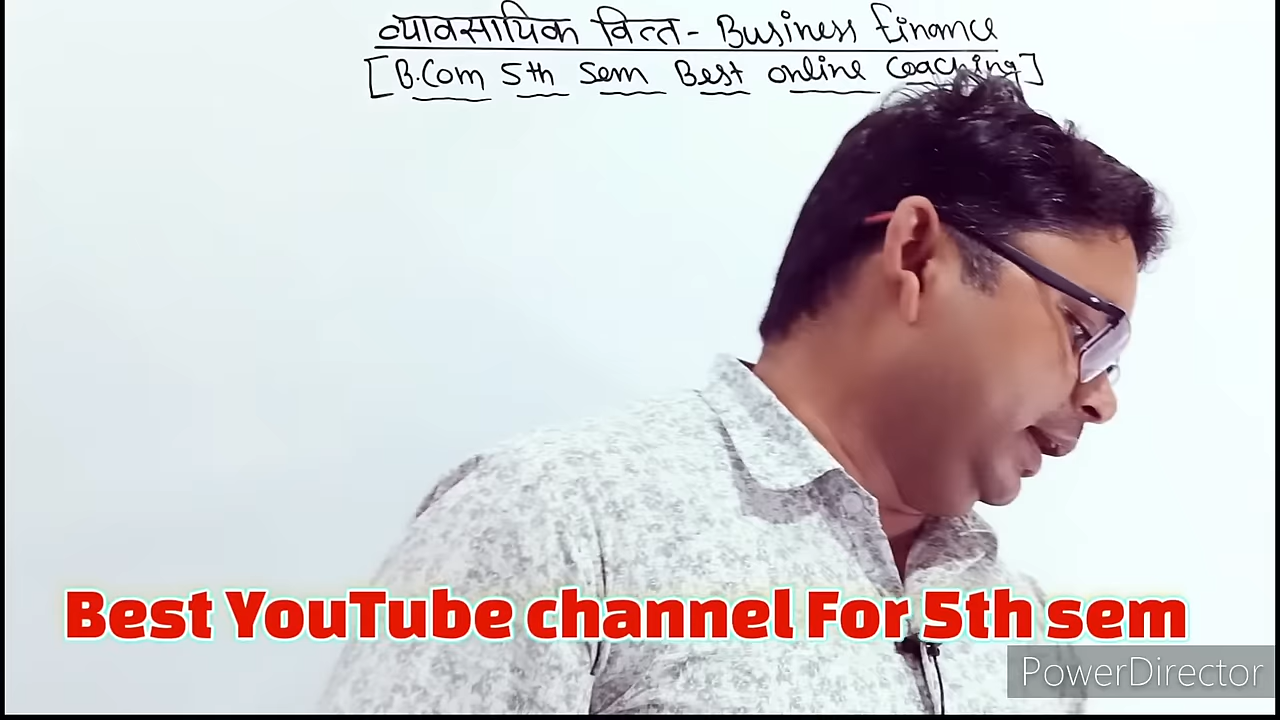 व्यावसायिक वित्त - Business Finance
[B.Com 5th Sem Best online Coaching]
Best YouTube channel For 5th sem
PowerDirector